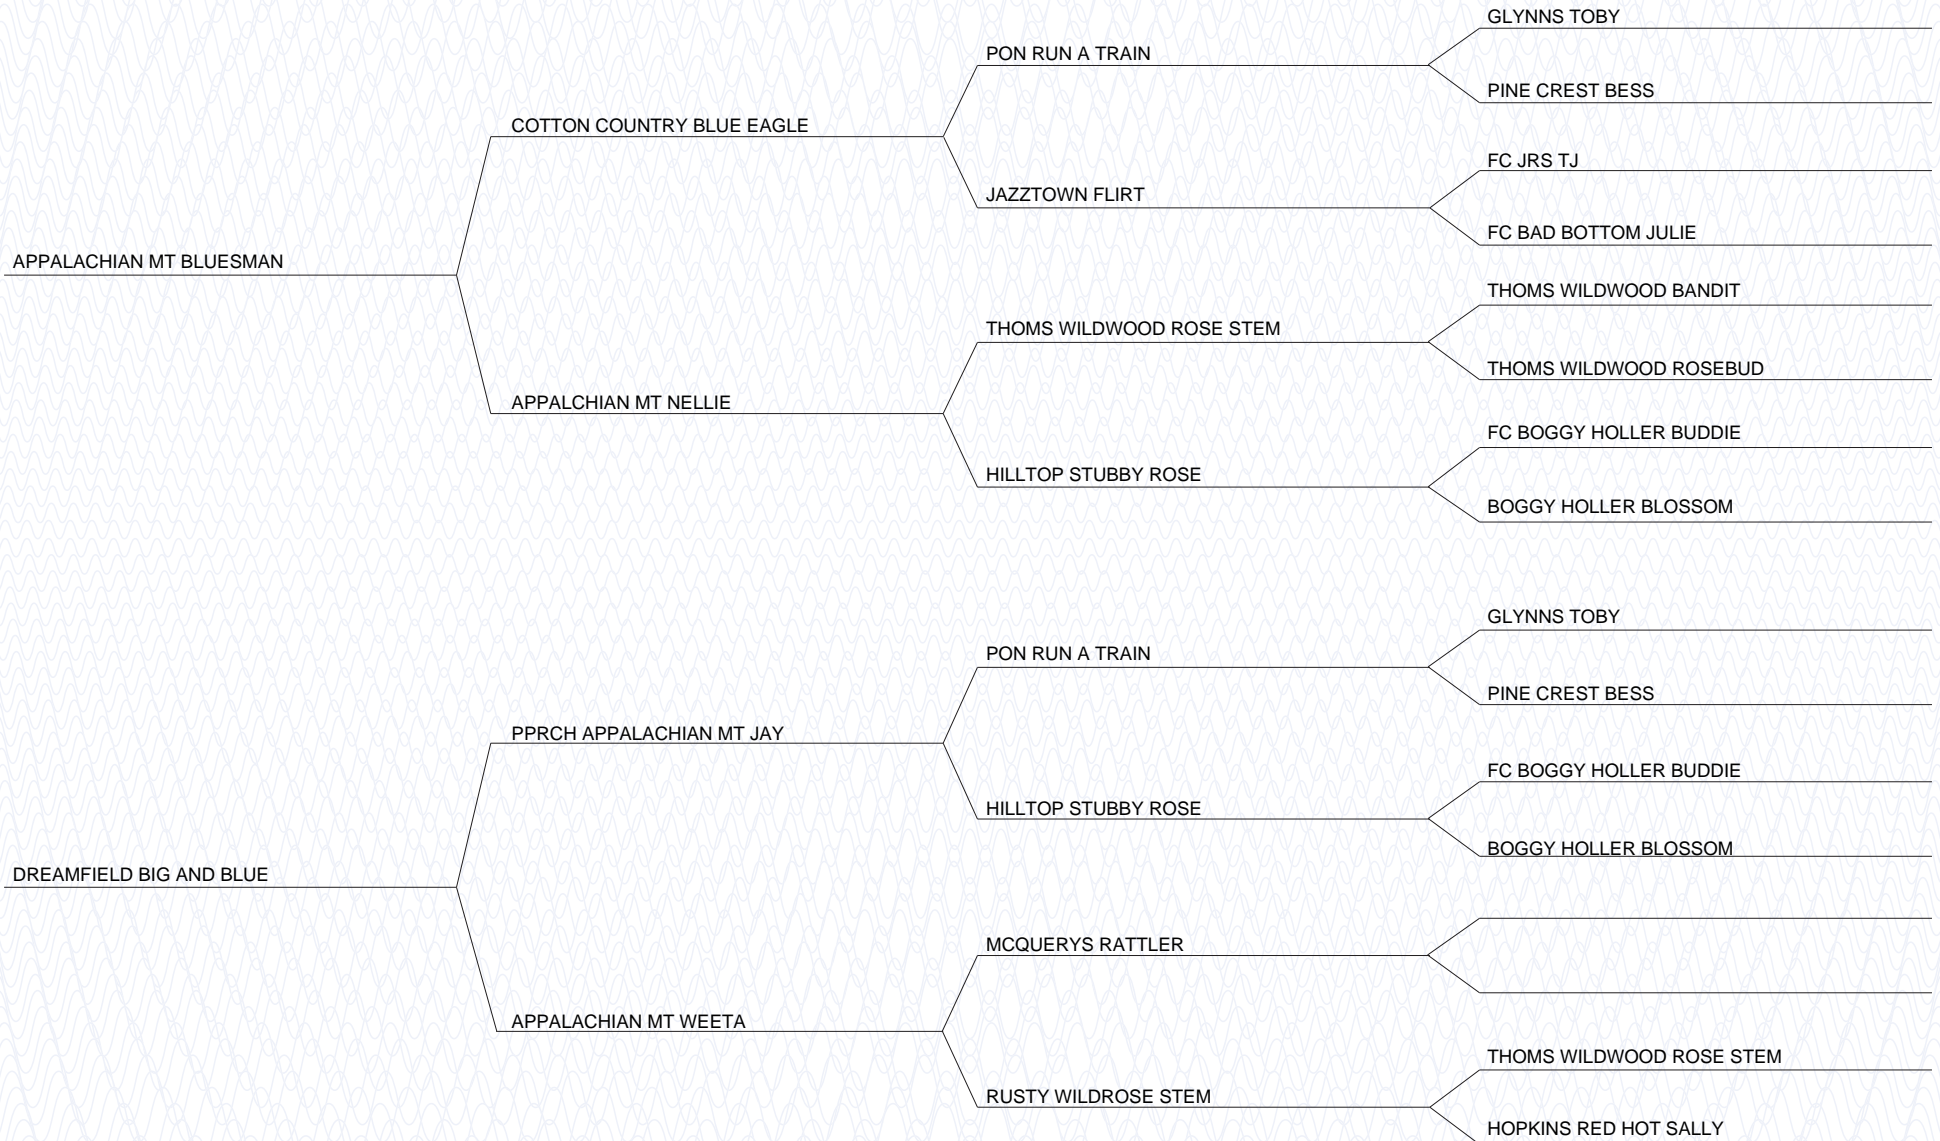 GLYNNS TOBY
PON RUN A TRAIN
PINE CREST BESS
COTTON COUNTRY BLUE EAGLE
FC JRS TJ
JAZZTOWN FLIRT
FC BAD BOTTOM JULIE
APPALACHIAN MT BLUESMAN
THOMS WILDWOOD BANDIT
THOMS WILDWOOD ROSE STEM
THOMS WILDWOOD ROSEBUD
APPALCHIAN MT NELLIE
FC BOGGY HOLLER BUDDIE
HILLTOP STUBBY ROSE
BOGGY HOLLER BLOSSOM
GLYNNS TOBY
PON RUN A TRAIN
PINE CREST BESS
PPRCH APPALACHIAN MT JAY
FC BOGGY HOLLER BUDDIE
HILLTOP STUBBY ROSE
BOGGY HOLLER BLOSSOM
DREAMFIELD BIG AND BLUE
MCQUERYS RATTLER
APPALACHIAN MT WEETA
THOMS WILDWOOD ROSE STEM
RUSTY WILDROSE STEM
HOPKINS RED HOT SALLY